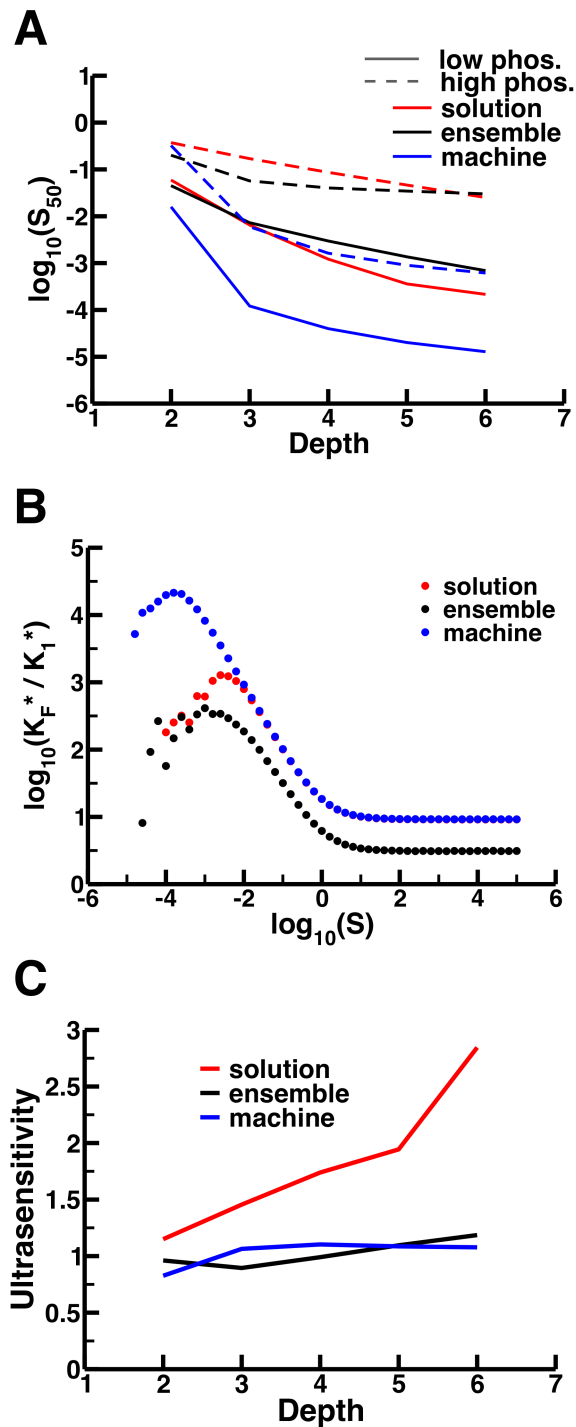 A
low phos.
high phos.
solution
ensemble
machine
1
0
-1
-2
-3
-4
-5
-6
log10(S50)
1 2 3 4 5 6 7
Depth
B
solution
ensemble
machine
5
4
3
2
1
0
log10(KF* / K1*)
-6 -4 -2 0 2 4 6
log10(S)
C
solution
ensemble
machine
3
2.5
2
1.5
1
0.5
0
Ultrasensitivity
1 2 3 4 5 6 7
Depth